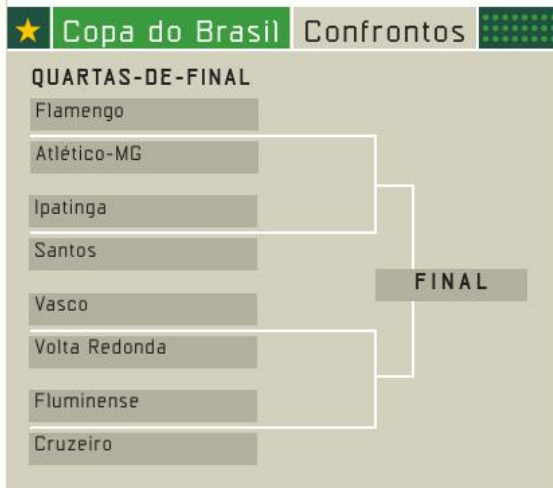 Copa do Brasil Confrontos
QUARTAS-DE-FINAL
Flamengo
Atlético-MG
Ipatinga
Santos
FINAL
Vasco
Volta Redonda
Fluminense
Cruzeiro